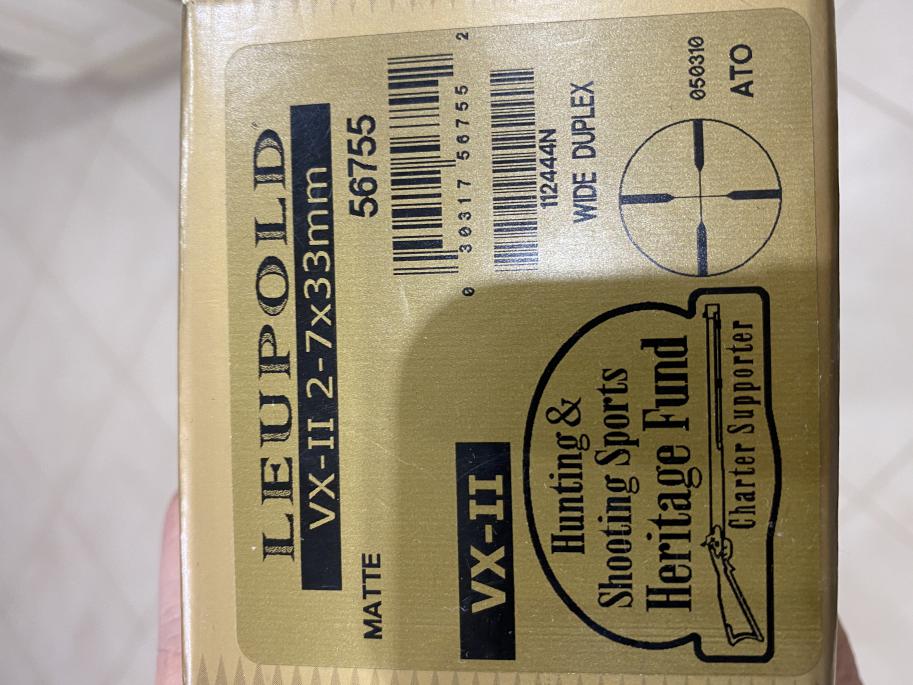 LEUPOLD
VX-II 2-7x33mm
MATTE
56755
0 30317 56755 2
112444N
WIDE DUPLEX
050310
ATO
VX-II
Hunting &
Shooting Sports
Heritage Fund
Charter Supporter